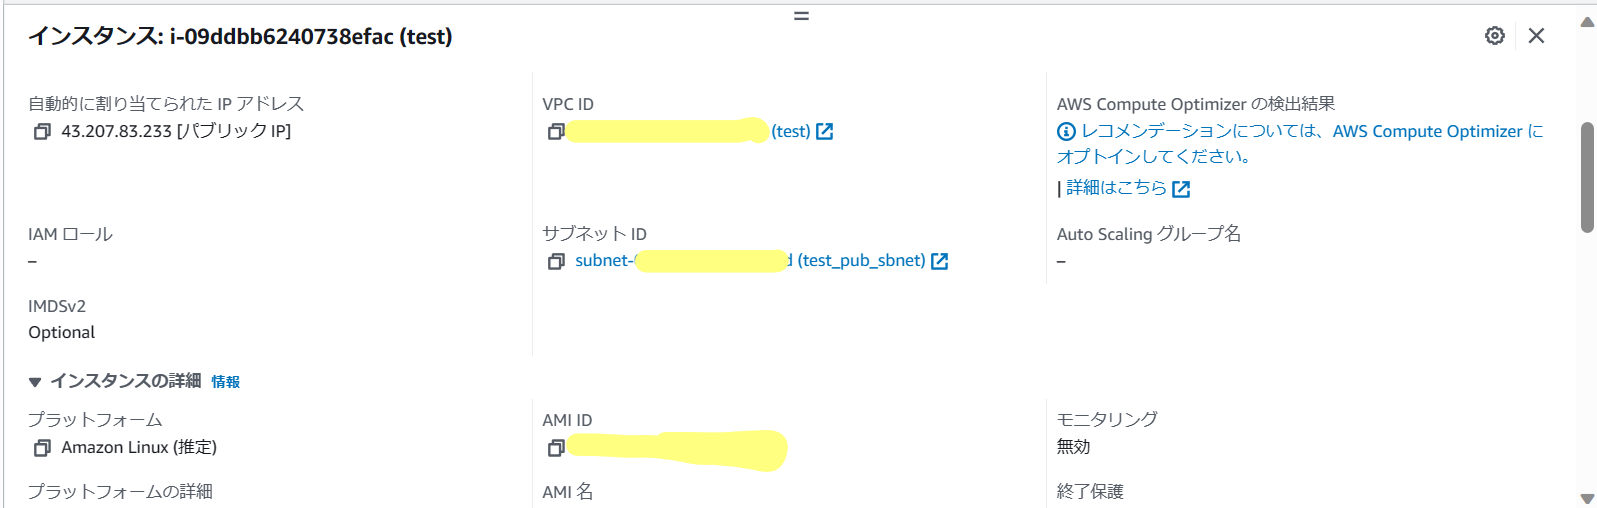 インスタンス: i-09ddbb6240738efac (test)
自動的に割り当てられた IP アドレス
43.207.83.233 [パブリック IP]
VPC ID
(test)
AWS Compute Optimizer の検出結果
レコメンデーションについては、AWS Compute Optimizer に
オプトインしてください。
| 詳細はこちら
IAM ロール
–
サブネット ID
subnet- d (test_pub_sbnet)
Auto Scaling グループ名
–
IMDSv2
Optional
インスタンスの詳細 情報
プラットフォーム
Amazon Linux (推定)
AMI ID
モニタリング
無効
プラットフォームの詳細
AMI 名
終了保護